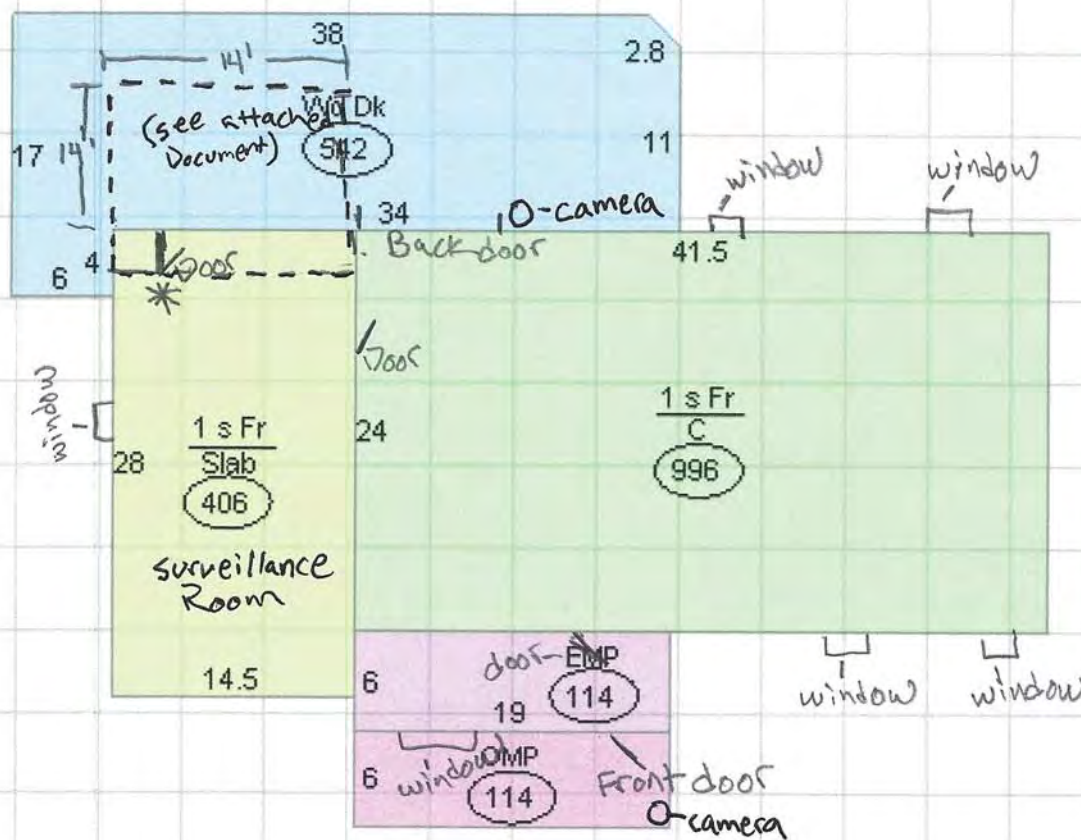 38
14'
2.8
(see attached
Document)
WdDk
542
17
14'
11
window
window
34
O-camera
Back door
41.5
4
6
Door
*
Door
window
1 s Fr
Slab
406
28
24
1 s Fr
C
996
surveillance
Room
14.5
door
EMP
114
6
19
window
window
window
OMP
114
6
Front door
O-camera